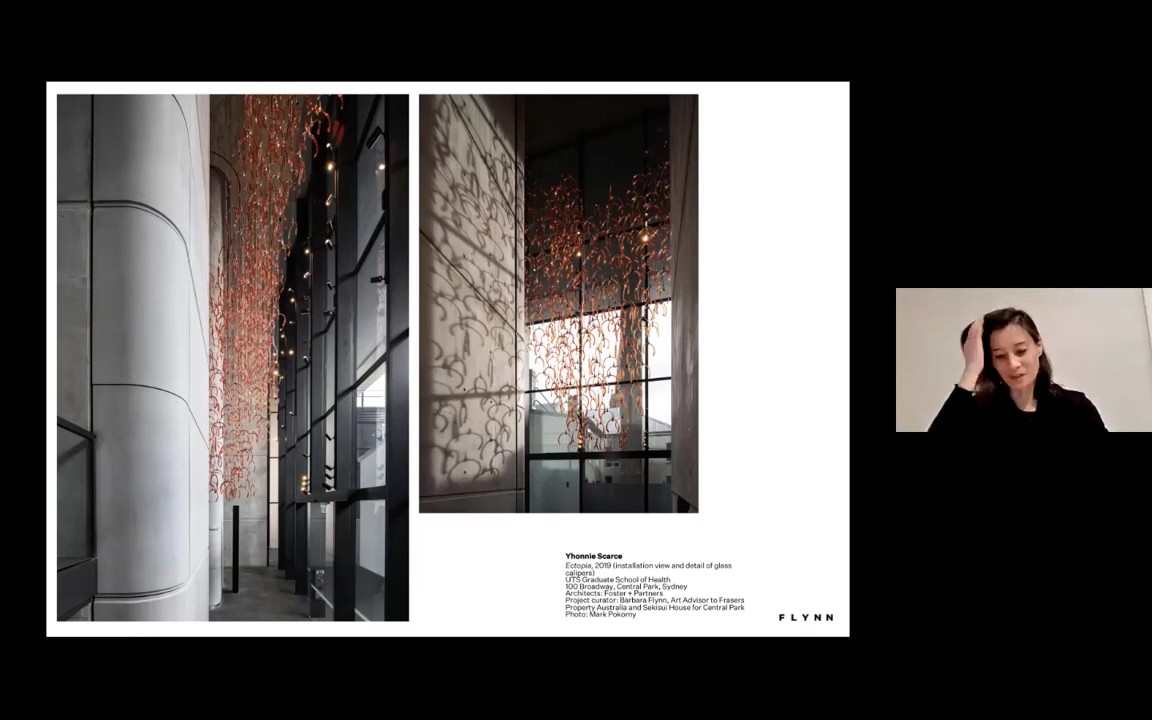 Yhonnie Scarce
Ectopia, 2019 (installation view and detail of glass
calipers)
UTS Graduate School of Health
100 Broadway, Central Park, Sydney
Architects: Foster + Partners
Project curator: Barbara Flynn, Art Advisor to Frasers
Property Australia and Sekisui House for Central Park
Photo: Mark Pokorny
FLYNN